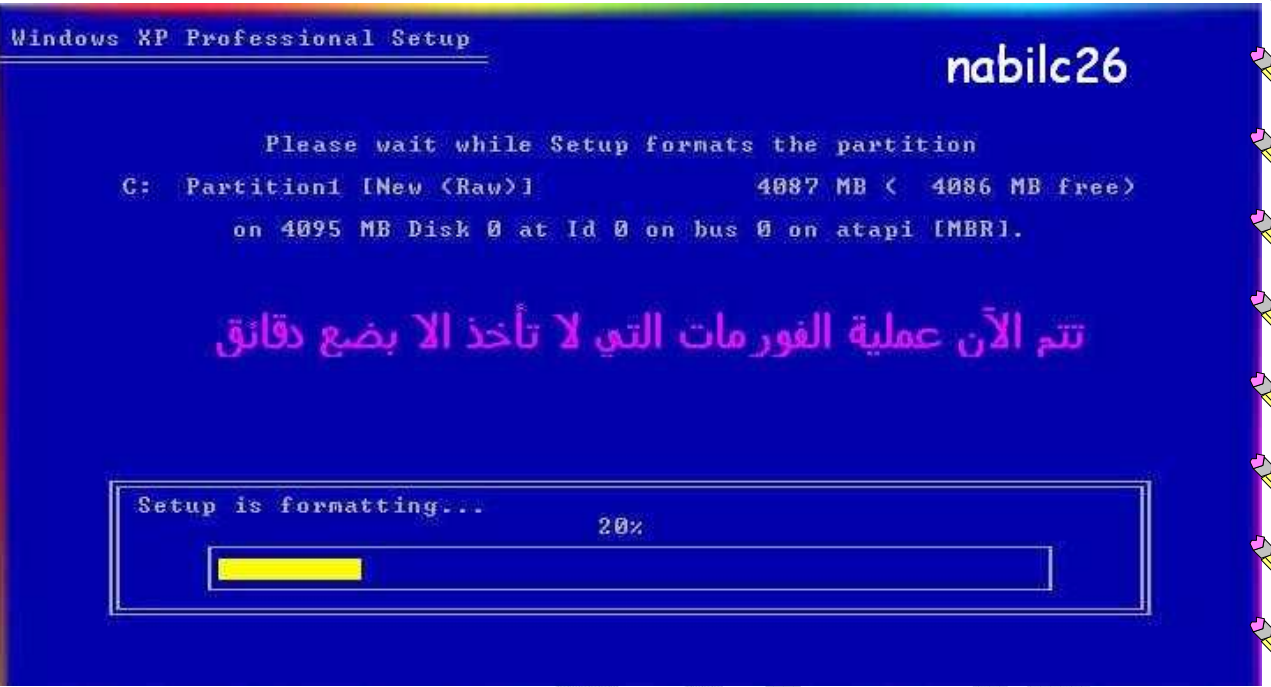 Windows XP Professional Setup
nabilc26
Please wait while Setup formats the partition
C: Partition1 [New (Raw)] 4087 MB ( 4086 MB free)
on 4095 MB Disk 0 at Id 0 on bus 0 on atapi [MBR].
تتم الآن عملية الفورمات التي لا تأخذ الا بضع دقائق
Setup is formatting...
20%